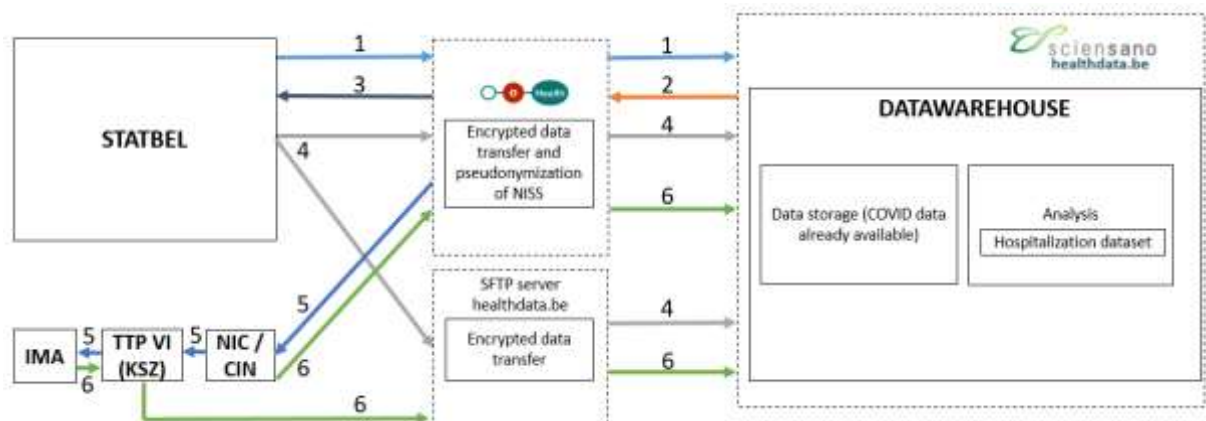 1
3
4
STATBEL
e
Health
Encrypted data
transfer and
pseudonymization
of NISS
1
2
4
6
sciensano
healthdata.be
DATAWAREHOUSE
Data storage (COVID data
already available)
Analysis
Hospitalization dataset
5
6
SFTP server
healthdata.be
Encrypted data
transfer
4
6
IMA
5
6
TTP VI
(KSZ)
5
NIC /
CIN
6